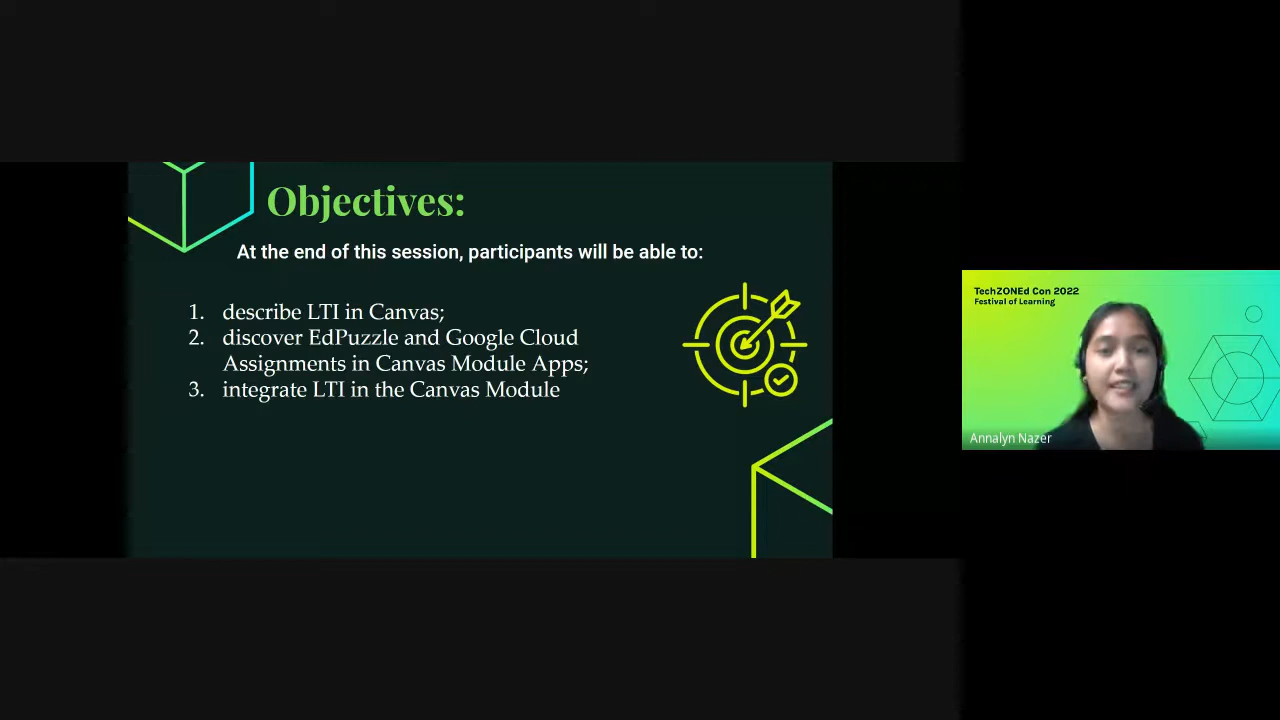 Objectives:
At the end of this session, participants will be able to:
1. describe LTI in Canvas;
2. discover EdPuzzle and Google Cloud
Assignments in Canvas Module Apps;
3. integrate LTI in the Canvas Module
TechZONEd Con 2022
Festival of Learning
Annalyn Nazer